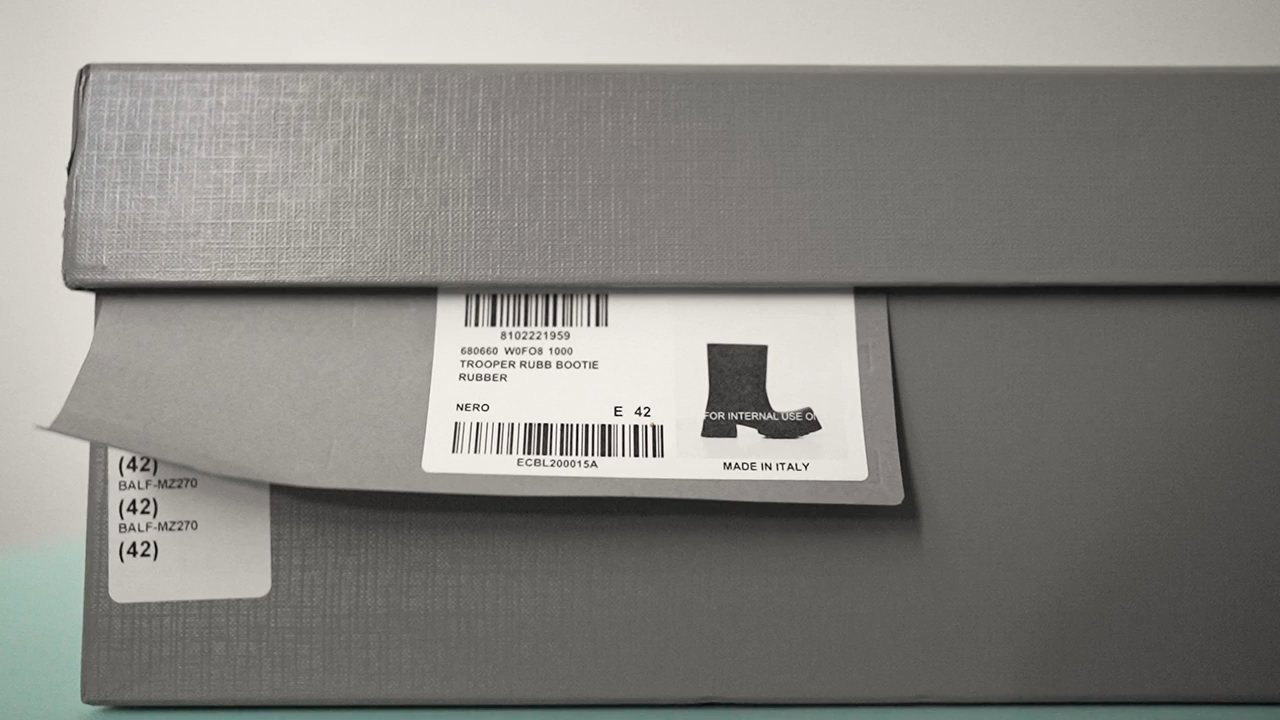 8102221959
680660 W0FO8 1000
TROOPER RUBB BOOTIE
RUBBER
NERO E 42
ECBL200015A
FOR INTERNAL USE
MADE IN ITALY
(42)
BALF-MZ270
(42)
BALF-MZ270
(42)